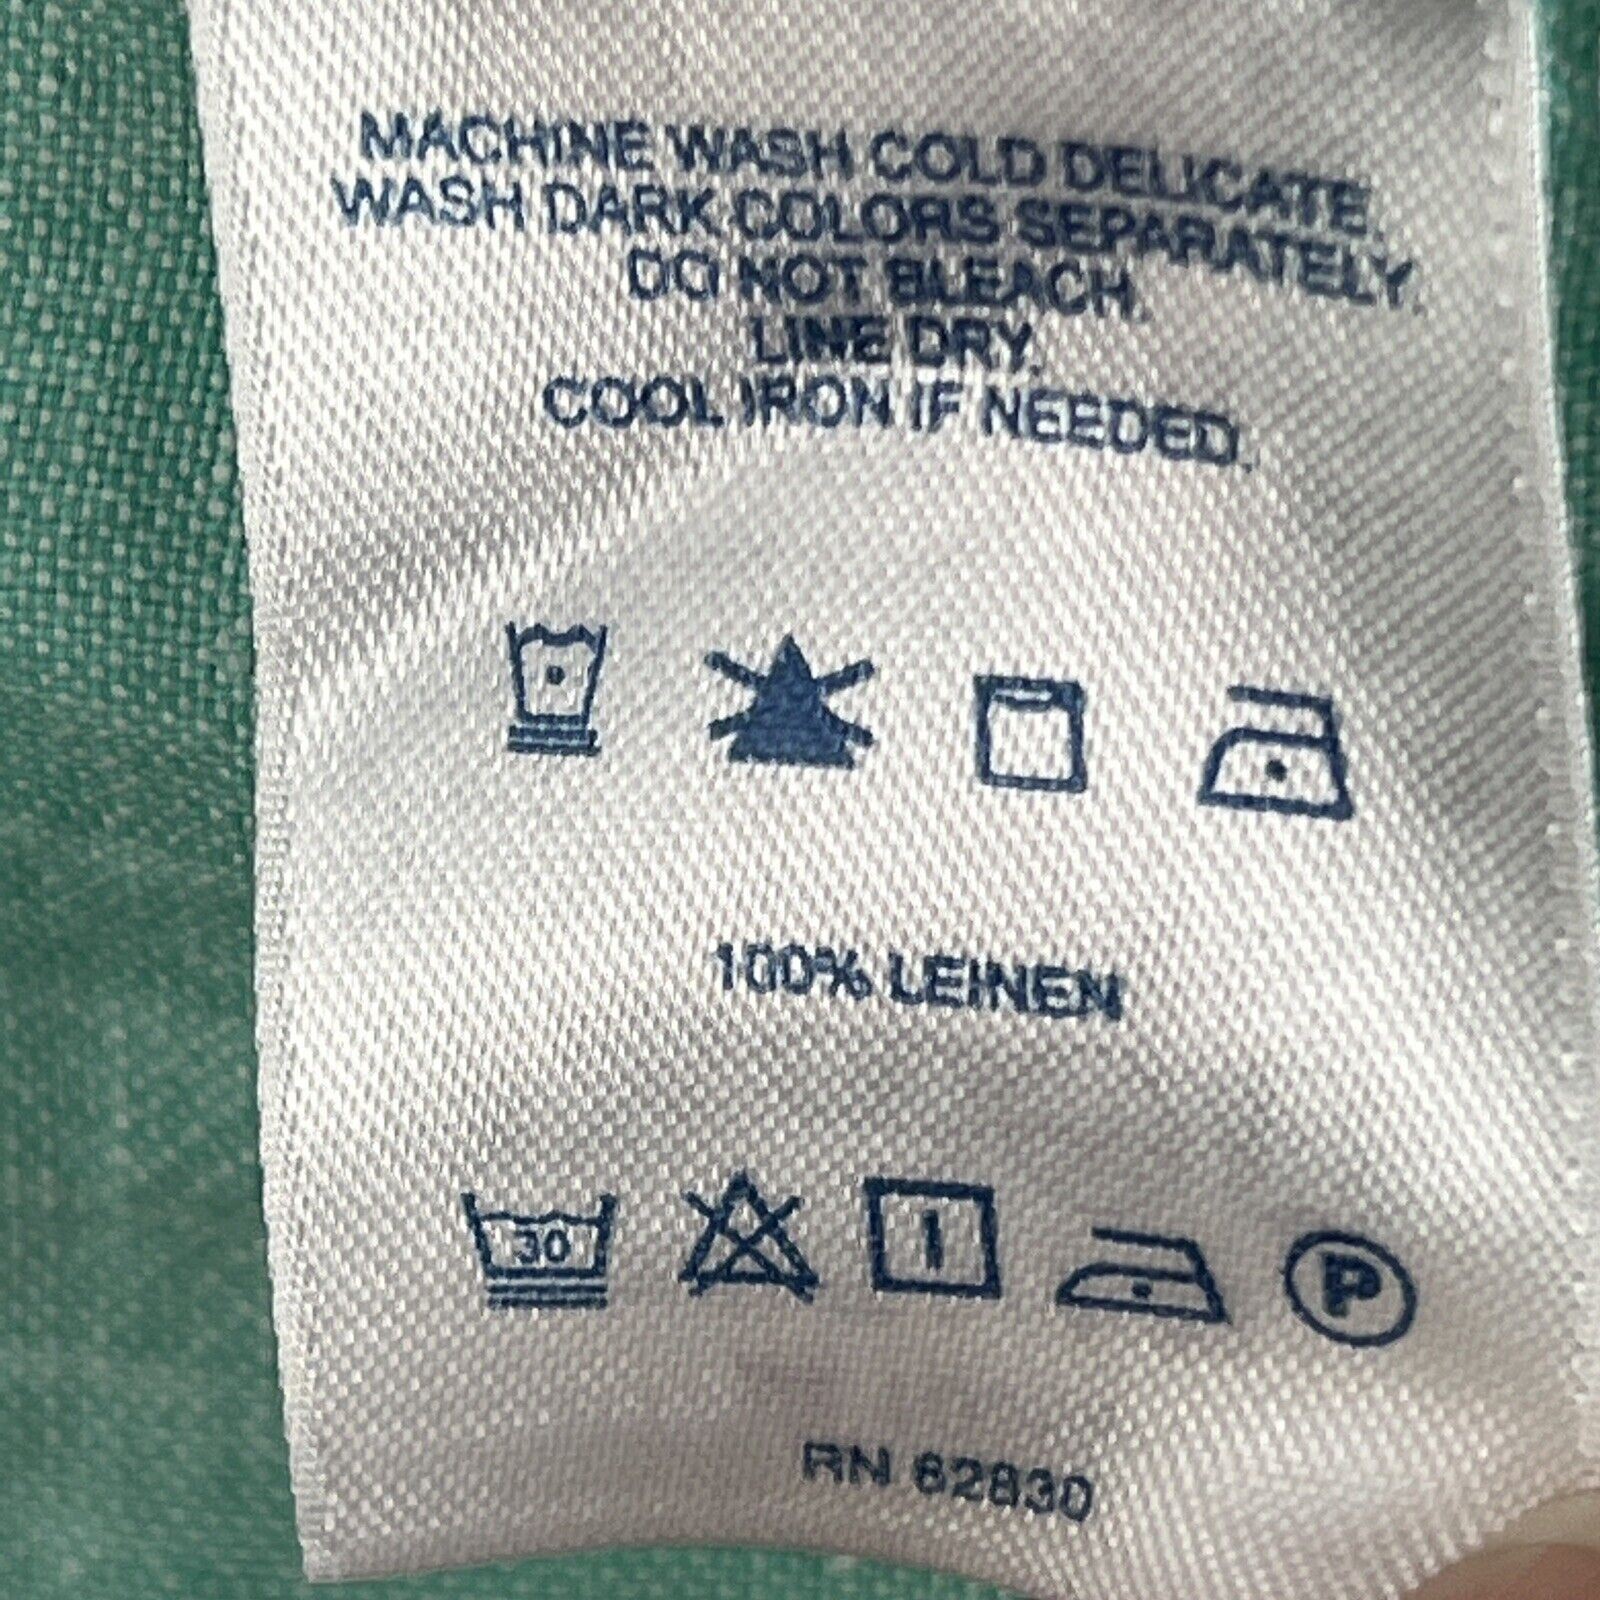 MACHINE WASH COLD DELICATE.
WASH DARK COLORS SEPARATELY.
DO NOT BLEACH.
LINE DRY.
COOL IRON IF NEEDED.
100% LEINEN
30
P
RN 62830